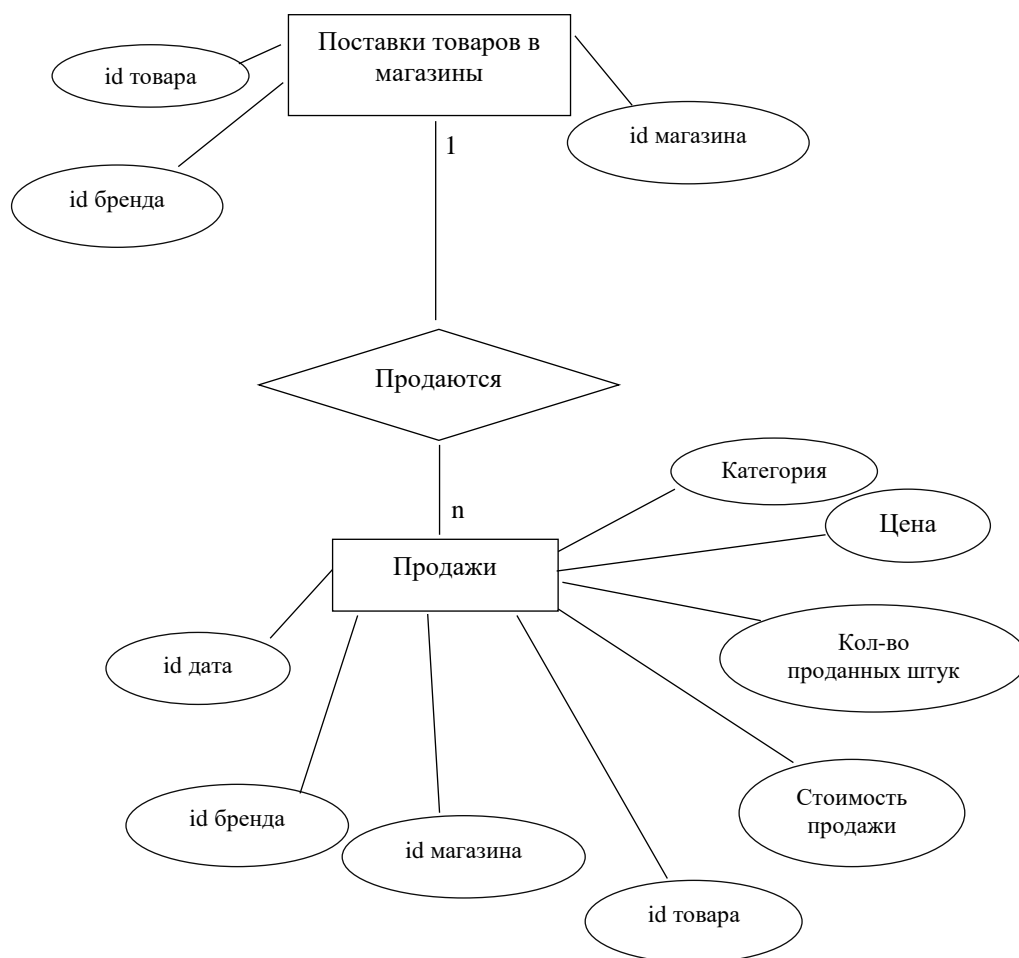 Поставки товаров в
магазины
id товара
id магазина
1
id бренда
Продаются
Категория
n
Цена
Продажи
Кол-во
проданных штук
id дата
Стоимость
продажи
id бренда
id магазина
id товара